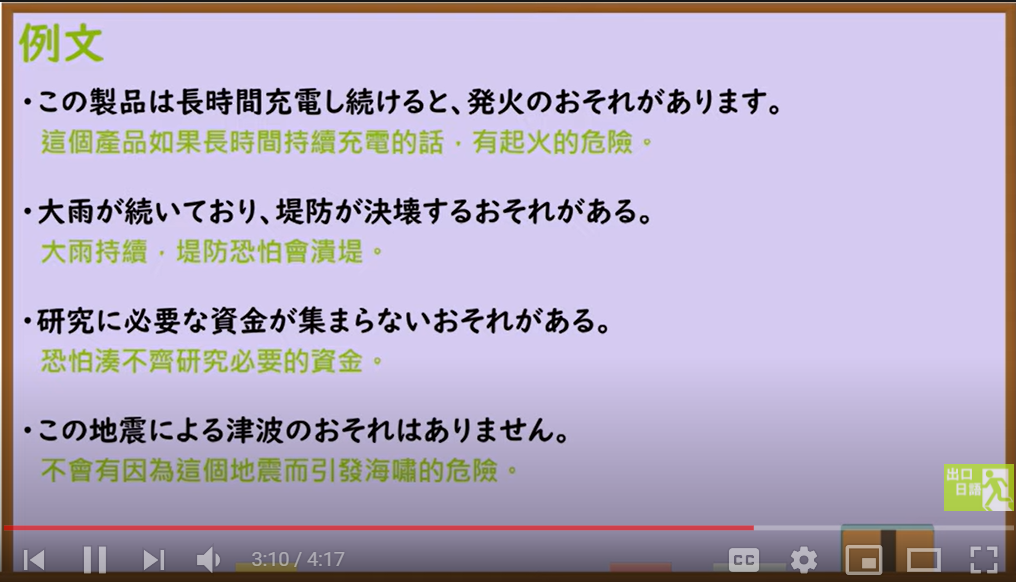 例文
・この製品は長時間充電し続けると、発火のおそれがあります。
這個產品如果長時間持續充電的話，有起火的危險。
・大雨が続いており、堤防が決壊するおそれがある。
大雨持續，堤防恐怕會潰堤。
・研究に必要な資金が集まらないおそれがある。
恐怕湊不齊研究必要的資金。
・この地震による津波のおそれはありません。
不會有因為這個地震而引發海嘯的危險。
出口
日語
3:10 / 4:17
CC